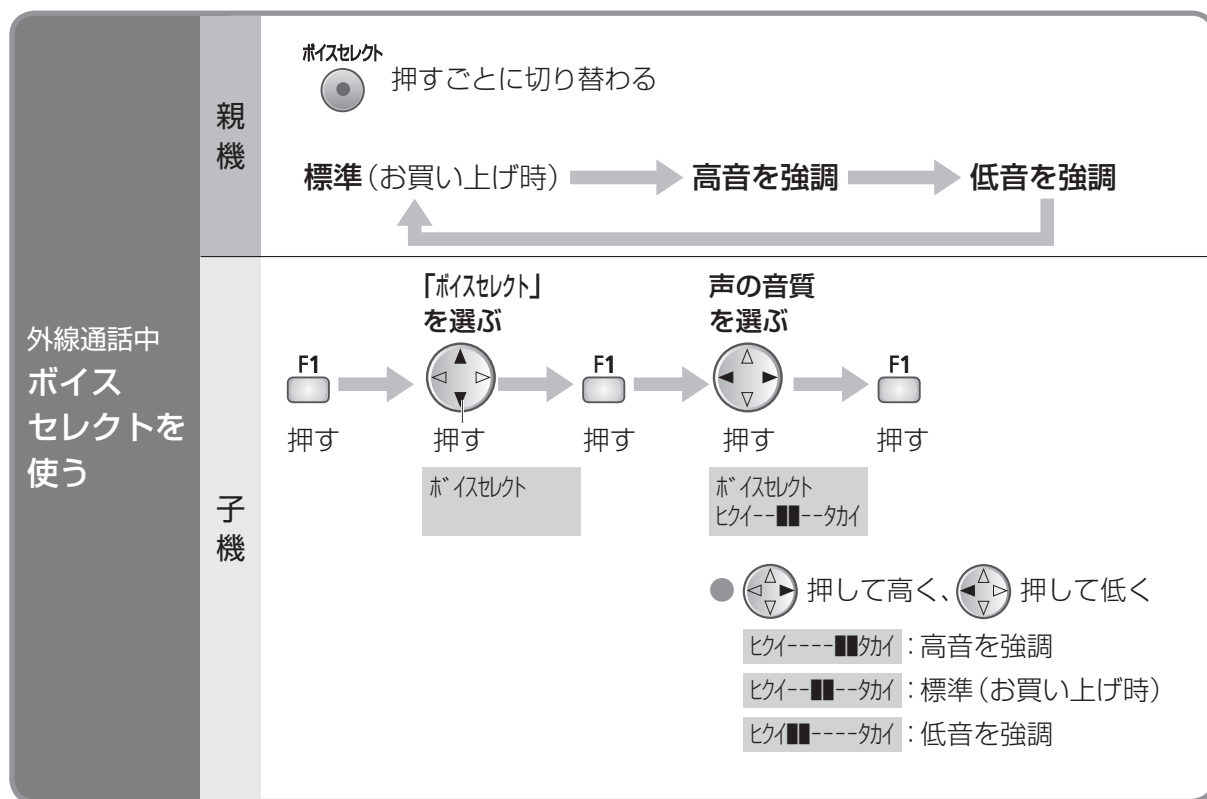 外線通話中
ボイス
セレクトを
使う
親機
ボイスセレクト
押すごとに切り替わる
標準(お買い上げ時) 高音を強調 低音を強調
子機
「ボイスセレクト」
を選ぶ
声の音質
を選ぶ
F1 F1 F1
押す 押す 押す 押す 押す
ボイスセレクト
ボイスセレクト
ヒクイ--■■--タカイ
● 押して高く、 押して低く
ヒクイ----■■タカイ:高音を強調
ヒクイ--■■--タカイ:標準(お買い上げ時)
ヒクイ■■----タカイ:低音を強調